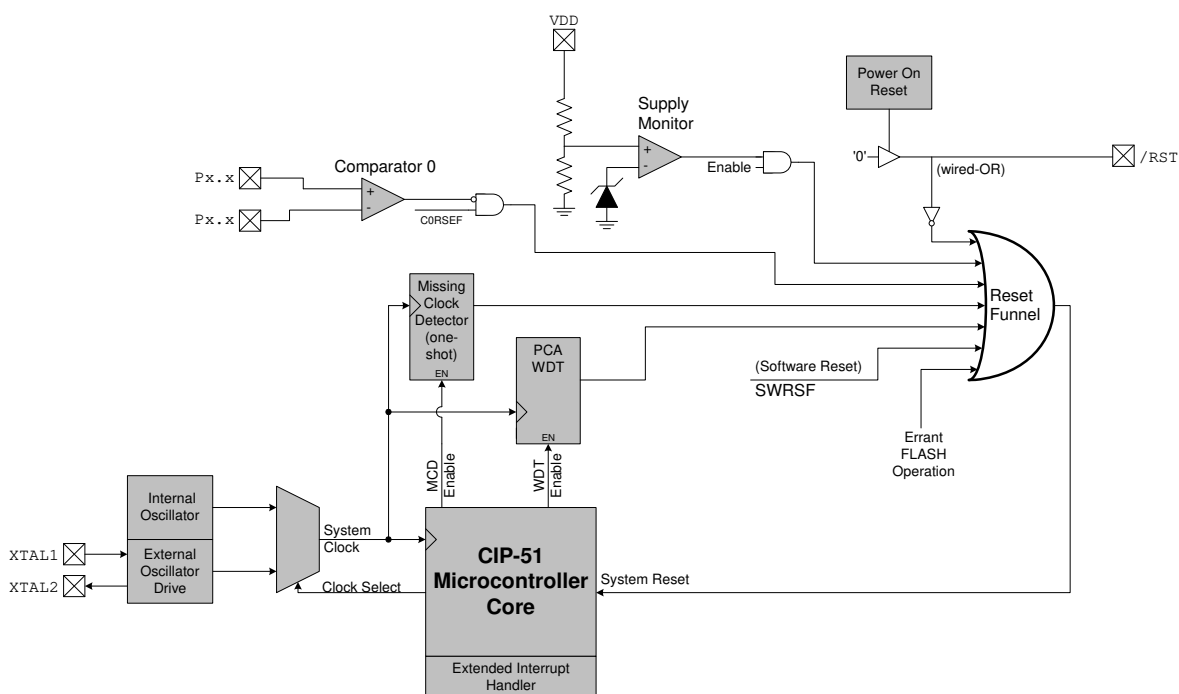 VDD
Power On
Reset
Supply
Monitor
+
-
Enable
'0'
/RST
(wired-OR)
Comparator 0
Px.x
Px.x
+
-
C0RSEF
Missing
Clock
Detector
(one-
shot)
EN
PCA
WDT
EN
Reset
Funnel
(Software Reset)
SWRSF
Errant
FLASH
Operation
MCD
Enable
WDT
Enable
Internal
Oscillator
External
Oscillator
Drive
XTAL1
XTAL2
System
Clock
Clock Select
CIP-51
Microcontroller
Core
System Reset
Extended Interrupt
Handler